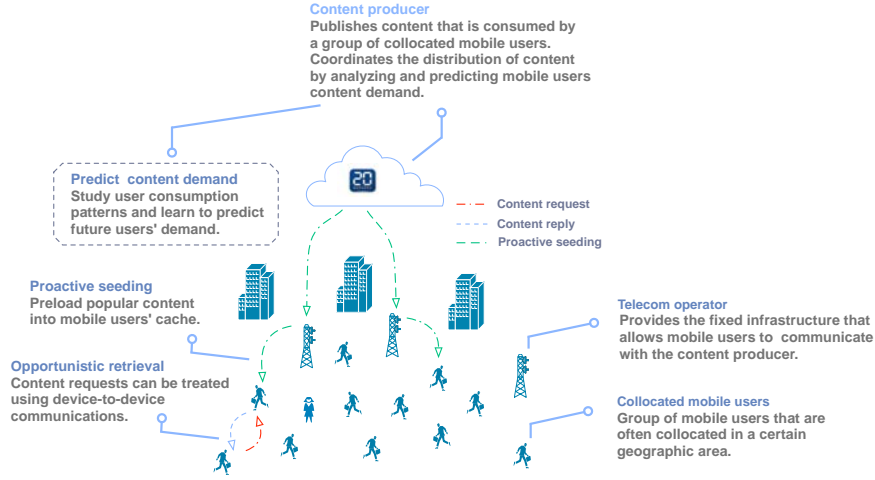 Content producer
Publishes content that is consumed by
a group of collocated mobile users.
Coordinates the distribution of content
by analyzing and predicting mobile users
content demand.
20
Predict content demand
Study user consumption
patterns and learn to predict
future users' demand.
Content request
Content reply
Proactive seeding
Proactive seeding
Preload popular content
into mobile users' cache.
Telecom operator
Provides the fixed infrastructure that
allows mobile users to communicate
with the content producer.
Opportunistic retrieval
Content requests can be treated
using device-to-device
communications.
Collocated mobile users
Group of mobile users that are
often collocated in a certain
geographic area.